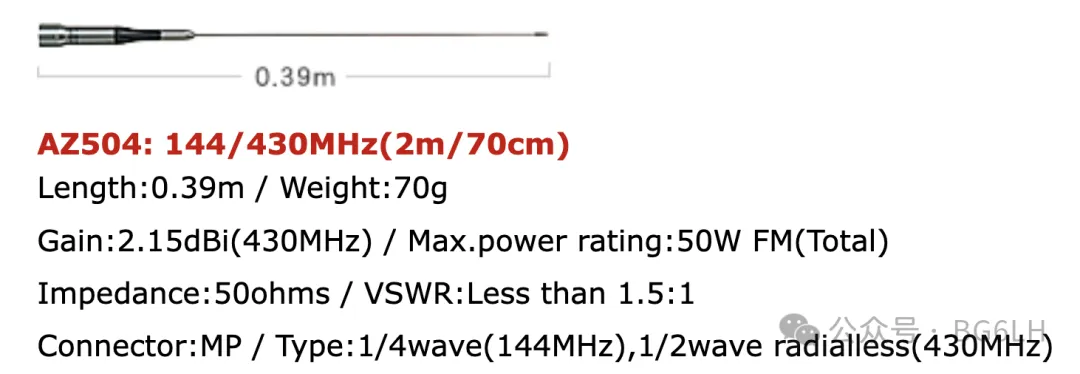 0.39m
AZ504: 144/430MHz(2m/70cm)
Length:0.39m / Weight:70g
Gain:2.15dBi(430MHz) / Max.power rating:50W FM(Total)
Impedance:50ohms / VSWR:Less than 1.5:1
公众号 · BG6LH
Connector:MP / Type:1/4wave(144MHz),1/2wave radialless(430MHz)